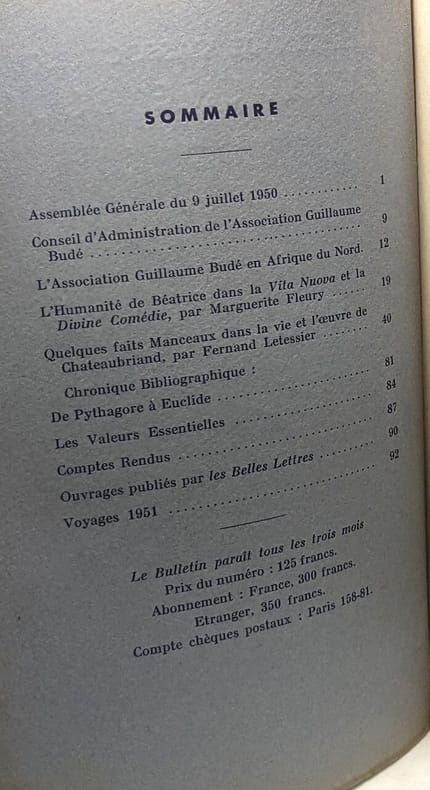 SOMMAIRE
Assemblée Générale du 9 juillet 1950 ............ 1
Conseil d'Administration de l'Association Guillaume
Budé ........................................ 9
L'Association Guillaume Budé en Afrique du Nord. 12
L'Humanité de Béatrice dans la Vita Nuova et la
Divine Comédie, par Marguerite Fleury ...... 19
Quelques faits Manceaux dans la vie et l'œuvre de
Chateaubriand, par Fernand Letessier ........ 40
Chronique Bibliographique :
De Pythagore à Euclide ........................ 81
Les Valeurs Essentielles ...................... 84
Comptes Rendus ................................ 87
Ouvrages publiés par les Belles Lettres .......... 90
Voyages 1951 .................................. 92
Le Bulletin paraît tous les trois mois
Prix du numéro : 125 francs.
Abonnement : France, 300 francs.
Etranger, 350 francs.
Compte chèques postaux : Paris 158-81.